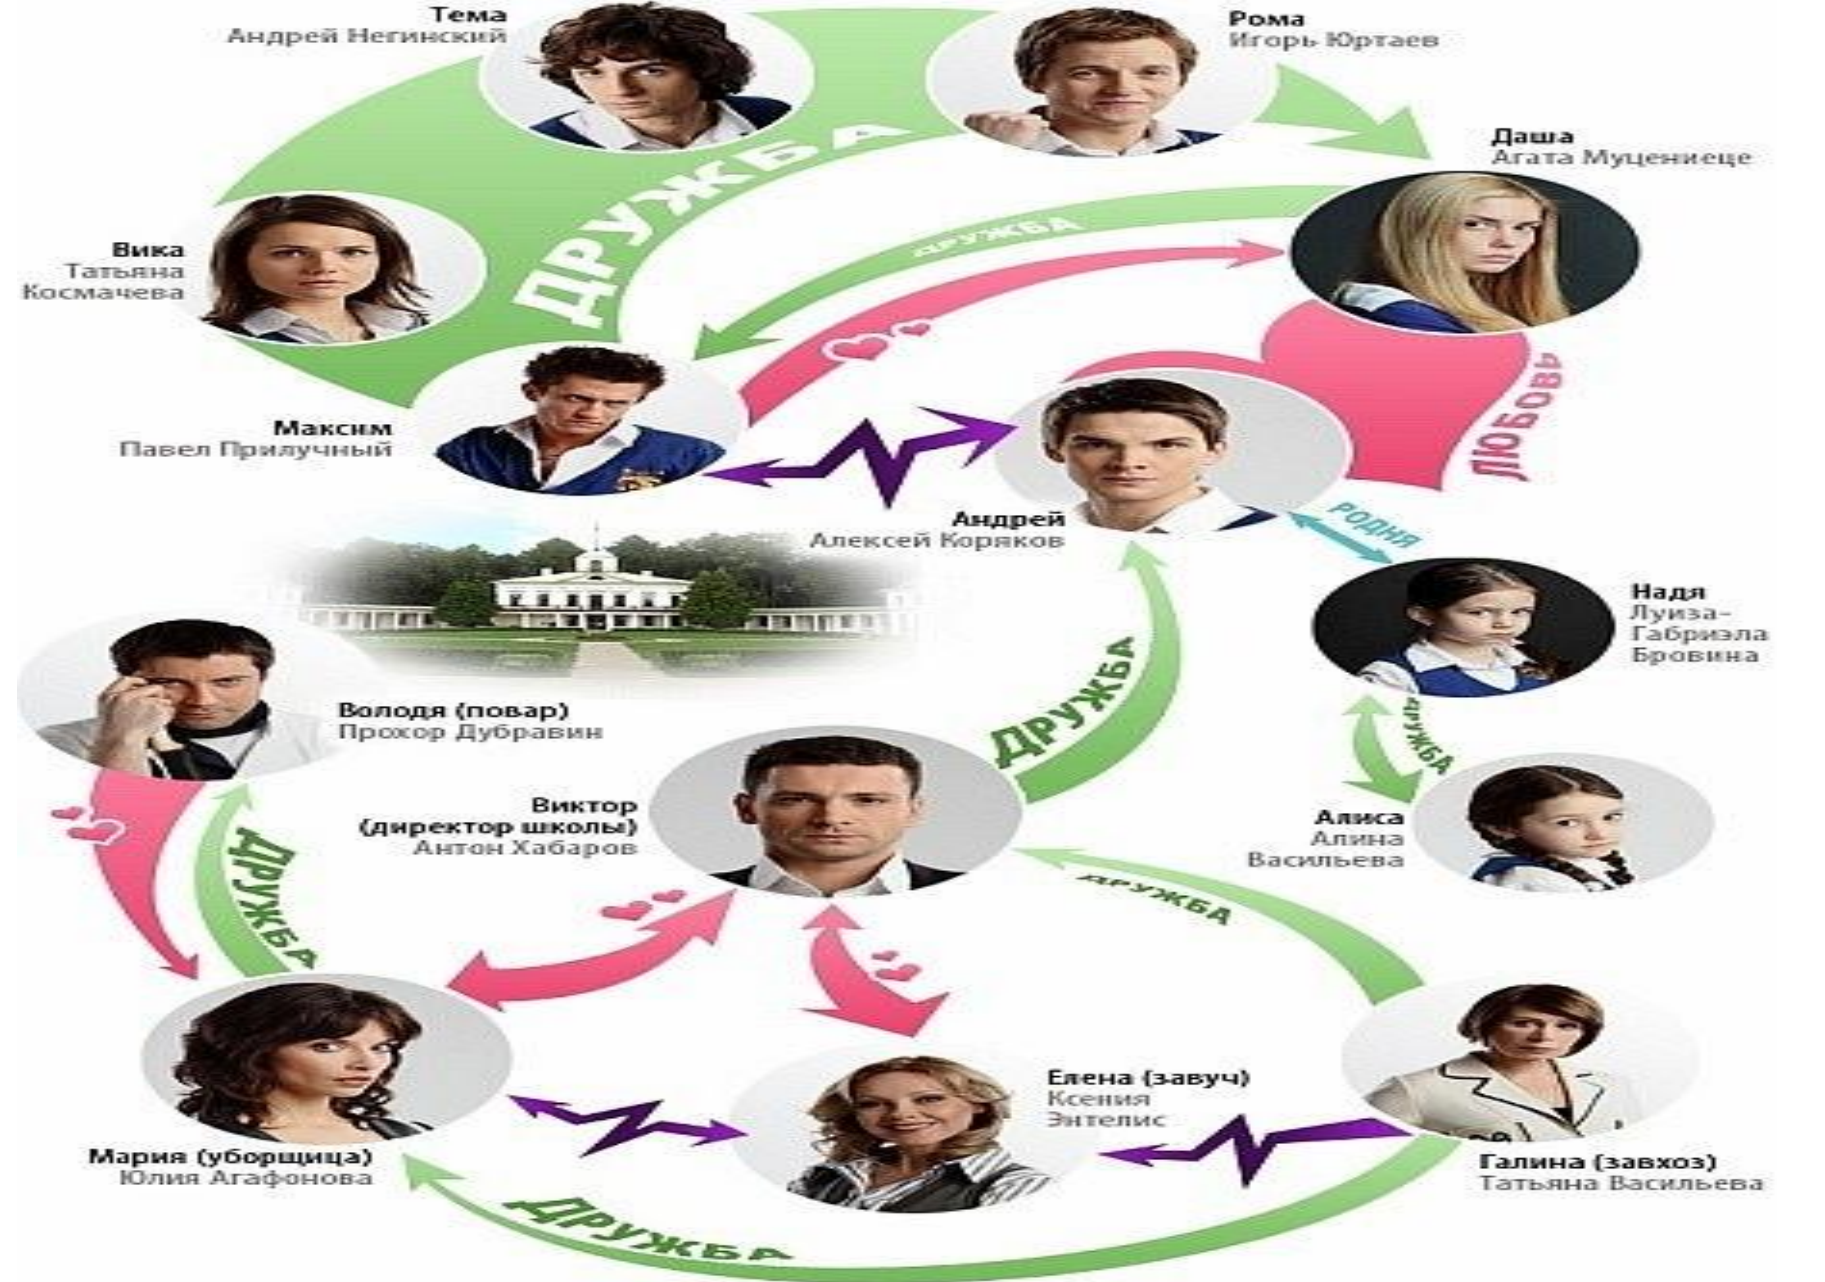 Тема
Андрей Негинский
Рома
Игорь Юртаев
Даша
Агата Муцениеце
ДРУЖБА
ДРУЖБА
Вика
Татьяна
Космачева
ЛЮБОВЬ
Максим
Павел Прилучный
Андрей
Алексей Коряков
РОДНЯ
Надя
Луиза-
Габриэла
Бровина
ДРУЖБА
ДРУЖБА
Володя (повар)
Прохор Дубравин
Виктор
(директор школы)
Антон Хабаров
Алиса
Алина
Васильева
ДРУЖБА
ДРУЖБА
Елена (завуч)
Ксения
Энтелис
Мария (уборщица)
Юлия Агафонова
Галина (завхоз)
Татьяна Васильева
ДРУЖБА